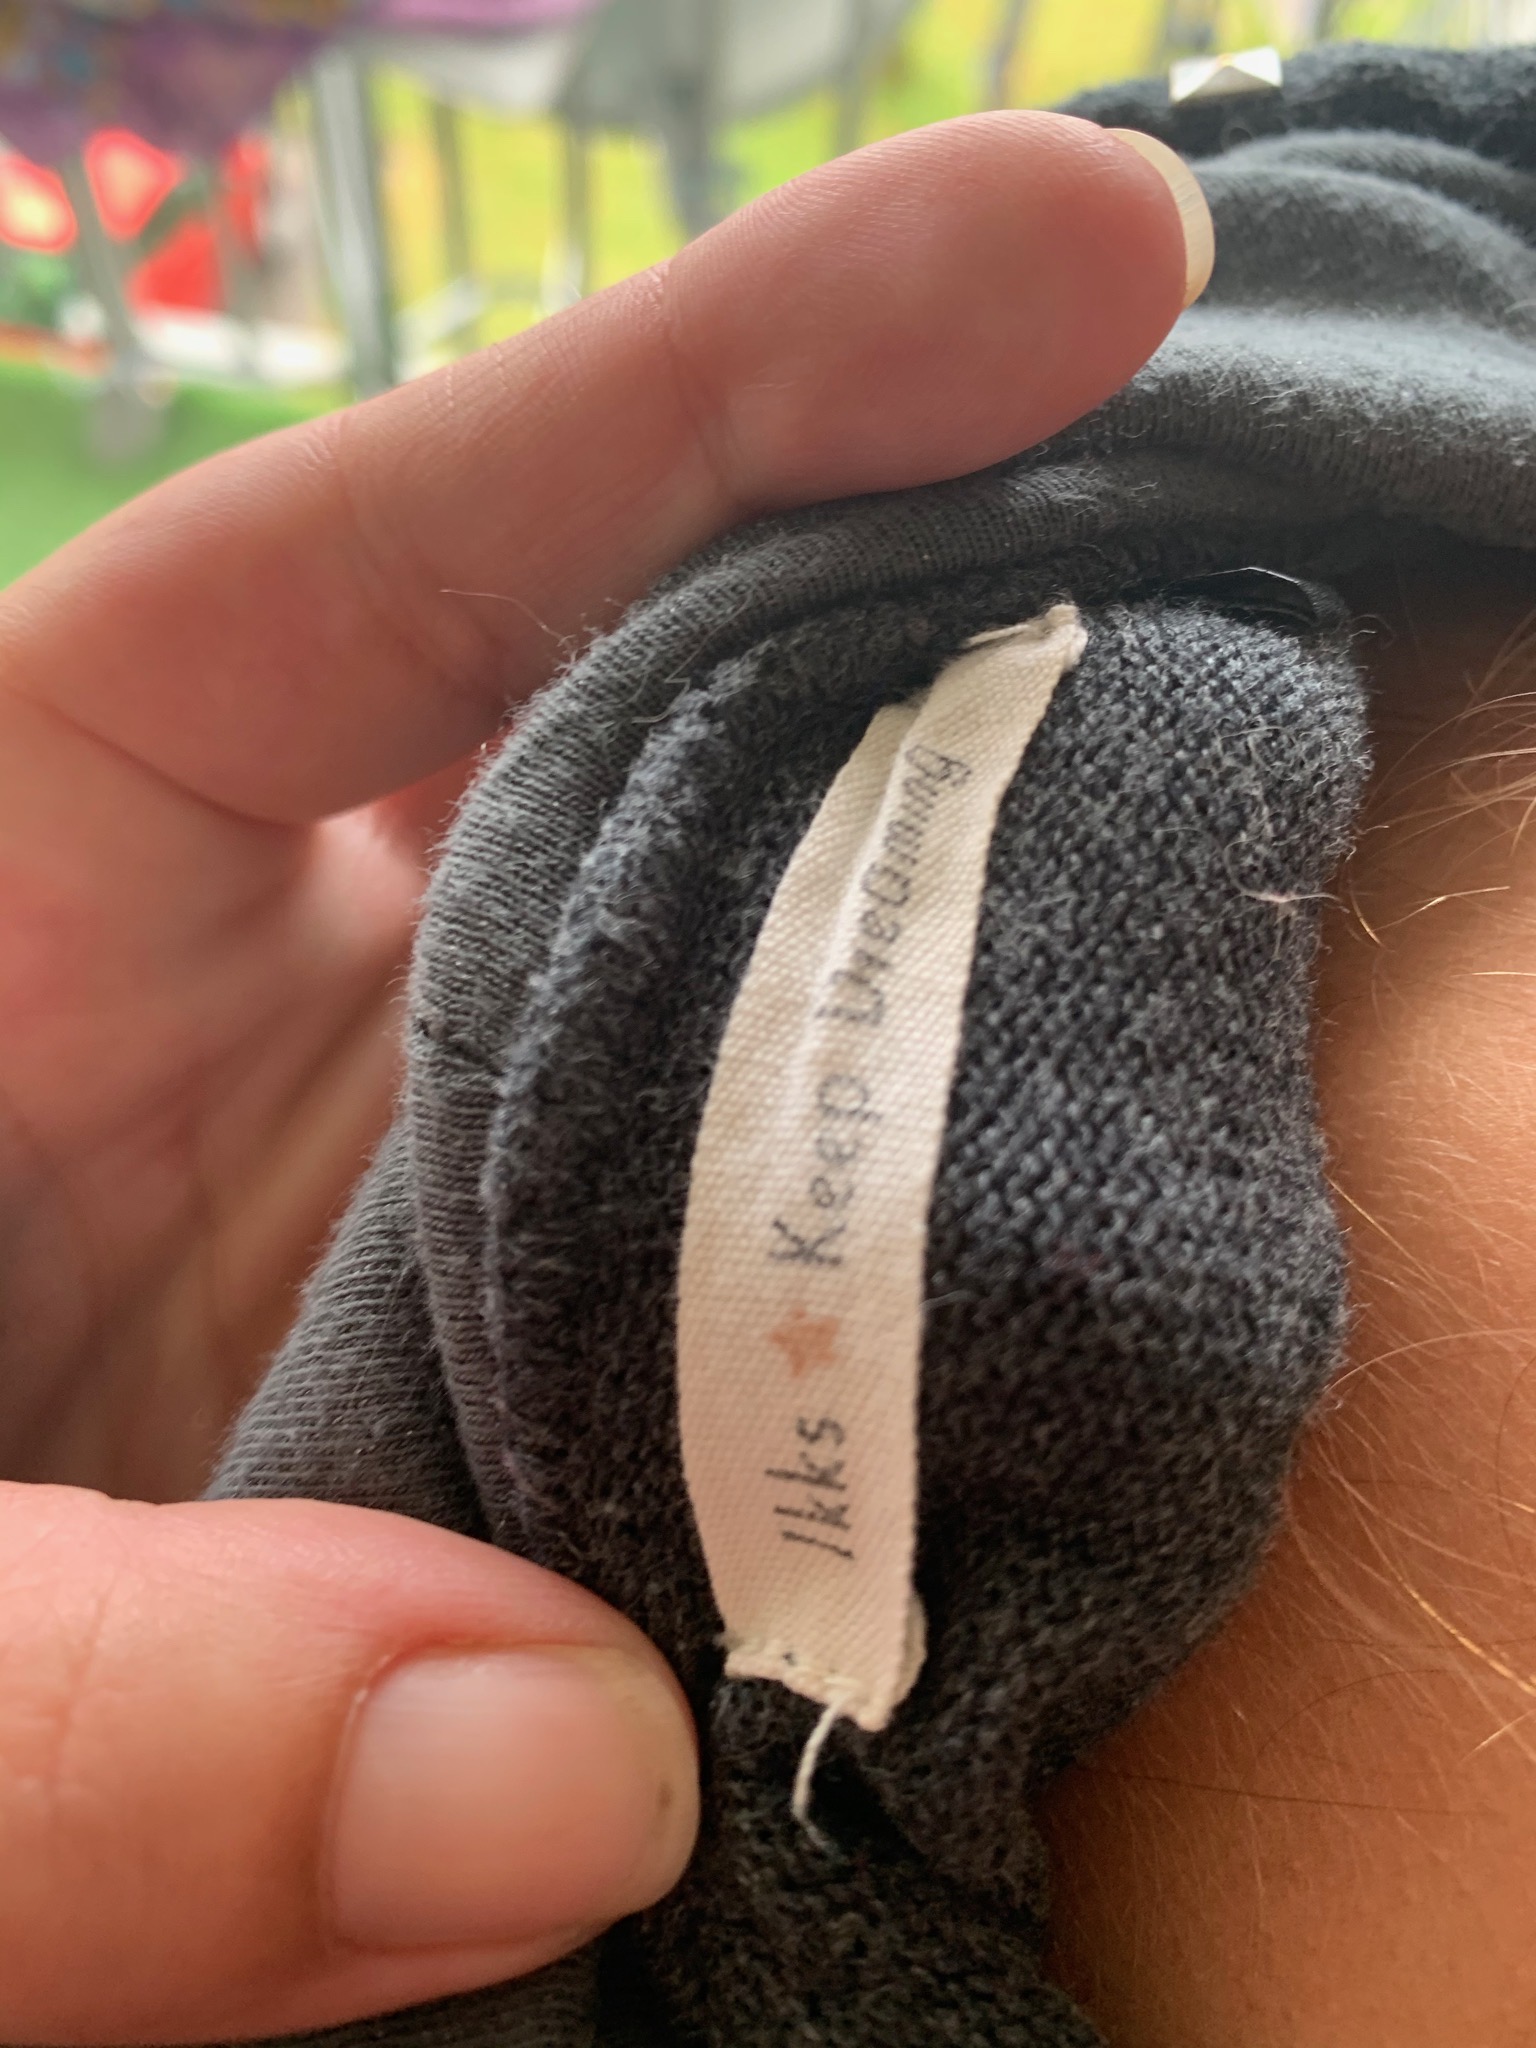 Ikks ★ Keep Dreaming